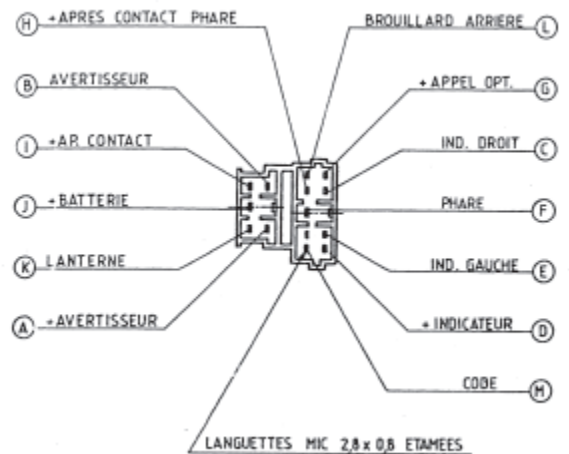 H +APRES CONTACT PHARE
BROUILLARD ARRIERE L
B AVERTISSEUR
+ APPEL OPT. G
I +AP. CONTACT
IND. DROIT C
J +BATTERIE
PHARE F
K LANTERNE
IND. GAUCHE E
A +AVERTISSEUR
+ INDICATEUR D
CODE M
LANGUETTES MIC 2,8 x 0,8 ETAMEES